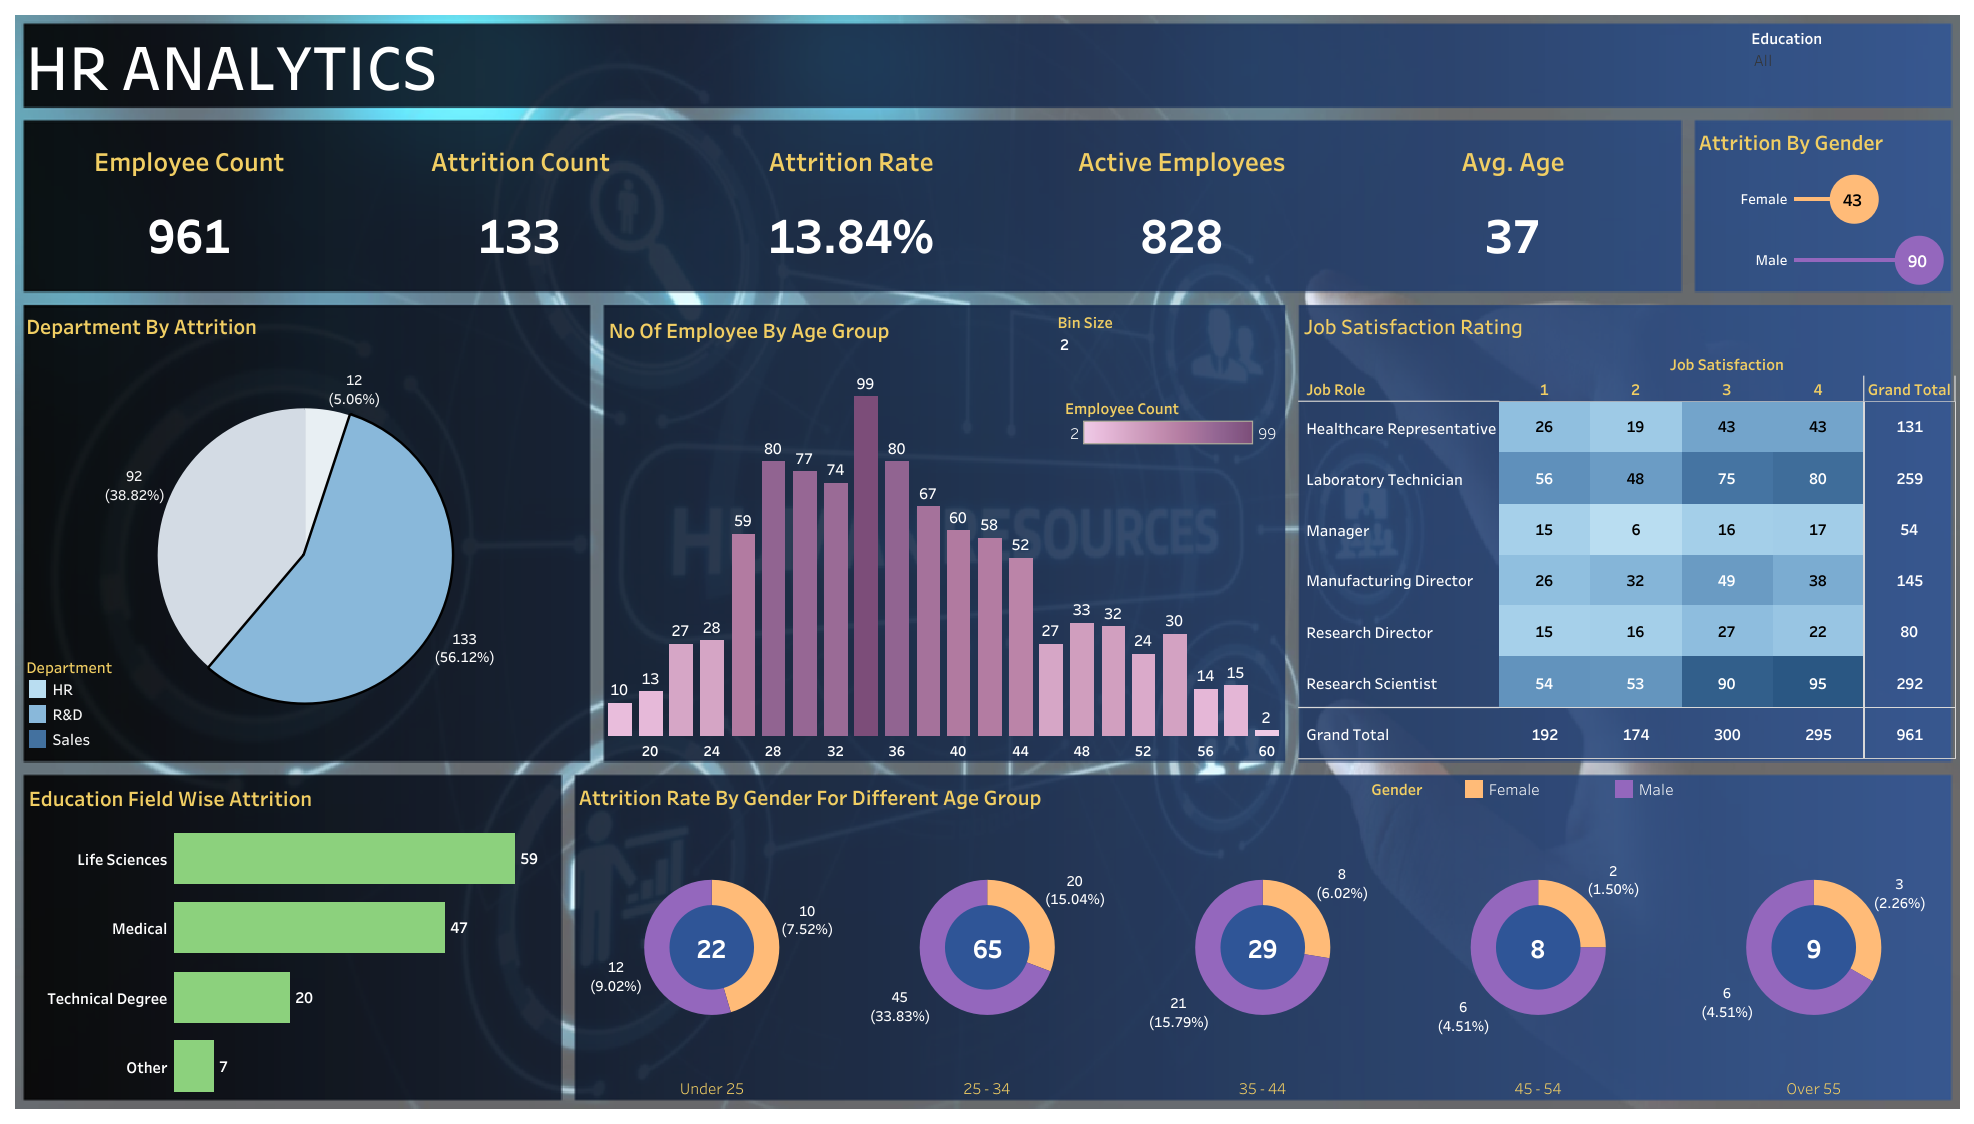 HR ANALYTICS
Education
All
Employee Count
Attrition Count
Attrition Rate
Active Employees
Avg. Age
961
133
13.84%
828
37
Attrition By Gender
Female
43
Male
90
Department By Attrition
12
(5.06%)
92
(38.82%)
133
(56.12%)
Department
HR
R&D
Sales
No Of Employee By Age Group
Bin Size
2
Employee Count
2
99
10
13
27
28
59
80
77
74
99
80
67
60
58
52
27
33
32
24
30
14
15
2
20 24 28 32 36 40 44 48 52 56 60
Job Satisfaction Rating
Job Satisfaction
Job Role 1 2 3 4 Grand Total
Healthcare Representative 26 19 43 43 131
Laboratory Technician 56 48 75 80 259
Manager 15 6 16 17 54
Manufacturing Director 26 32 49 38 145
Research Director 15 16 27 22 80
Research Scientist 54 53 90 95 292
Grand Total 192 174 300 295 961
Education Field Wise Attrition
Life Sciences 59
Medical 47
Technical Degree 20
Other 7
Attrition Rate By Gender For Different Age Group
Gender
Female
Male
22
10
(7.52%)
12
(9.02%)
Under 25
65
20
(15.04%)
45
(33.83%)
25 - 34
29
8
(6.02%)
21
(15.79%)
35 - 44
8
2
(1.50%)
6
(4.51%)
45 - 54
9
3
(2.26%)
6
(4.51%)
Over 55